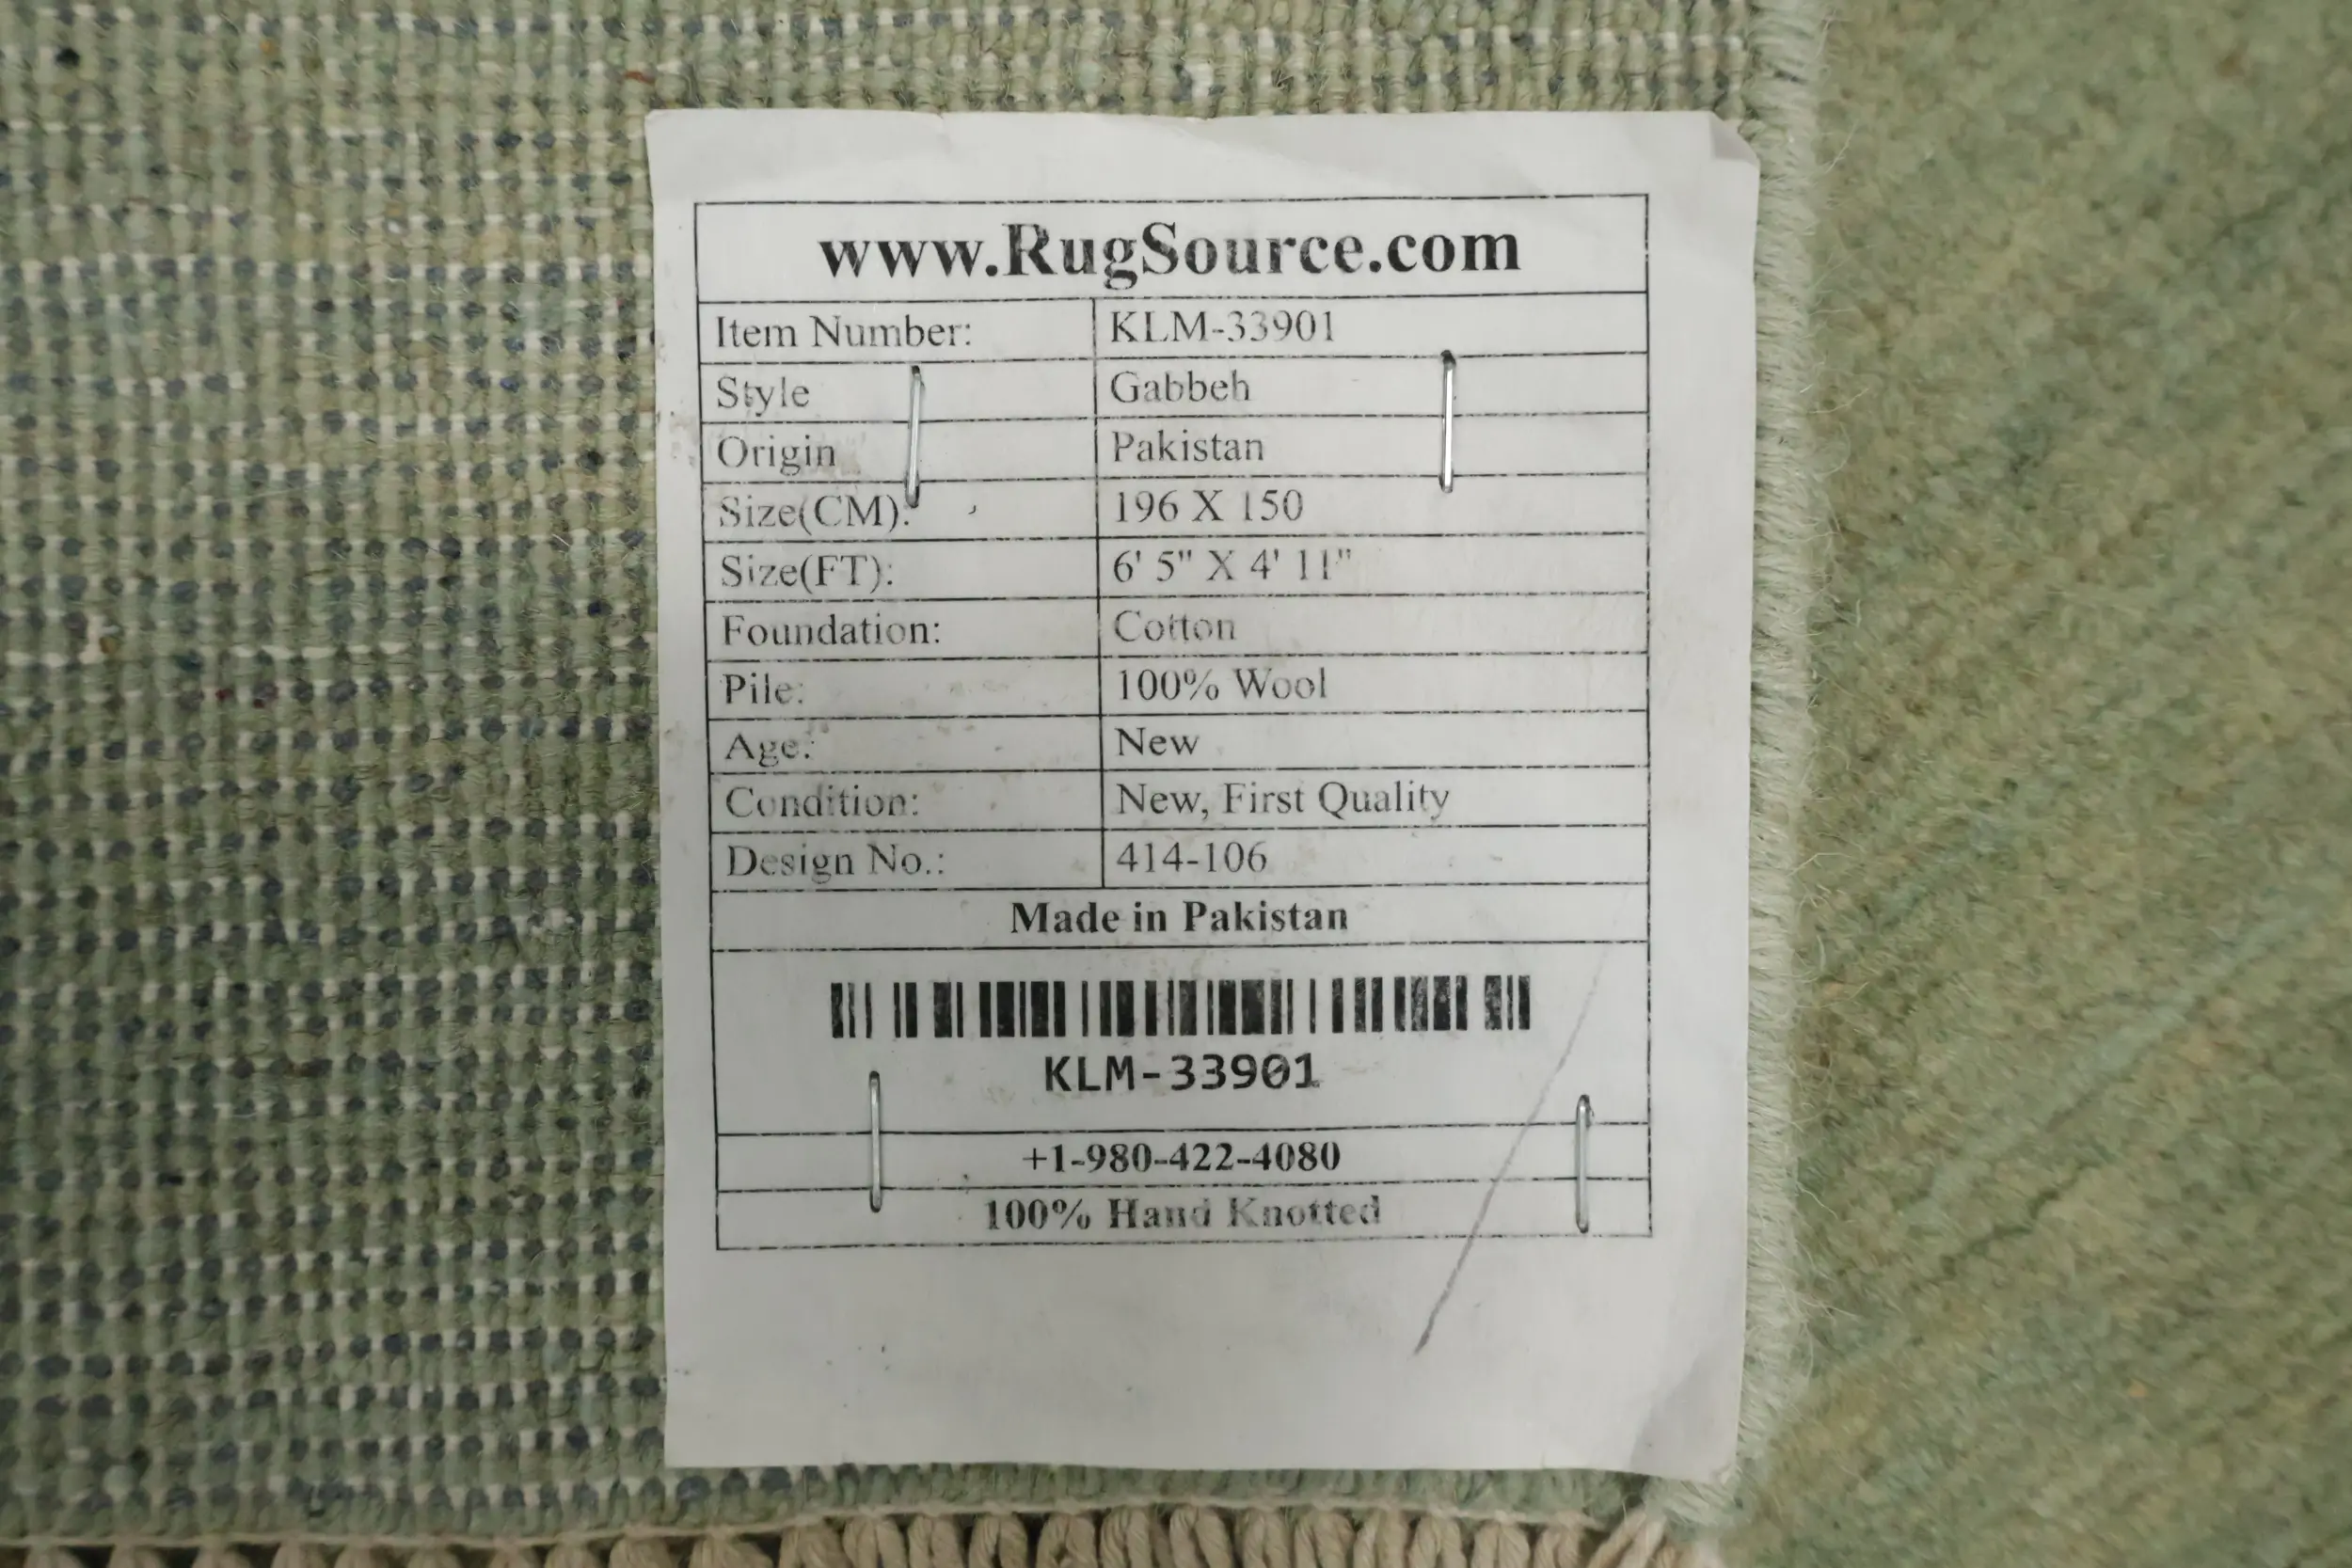 www.RugSource.com
Item Number: KLM-33901
Style Gabbeh
Origin Pakistan
Size(CM): 196 X 150
Size(FT): 6' 5" X 4' 11"
Foundation: Cotton
Pile: 100% Wool
Age: New
Condition: New, First Quality
Design No.: 414-106
Made in Pakistan
KLM-33901
+1-980-422-4080
100% Hand Knotted